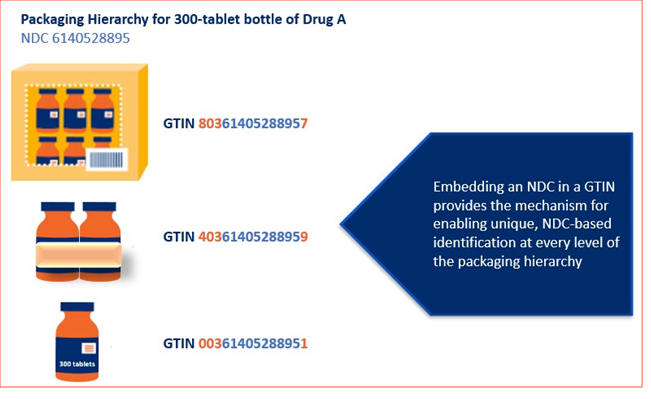 Packaging Hierarchy for 300-tablet bottle of Drug A
NDC 6140528895
GTIN 80361405288957
GTIN 40361405288959
Embedding an NDC in a GTIN
provides the mechanism for
enabling unique, NDC-based
identification at every level of
the packaging hierarchy
300 tablets
GTIN 00361405288951